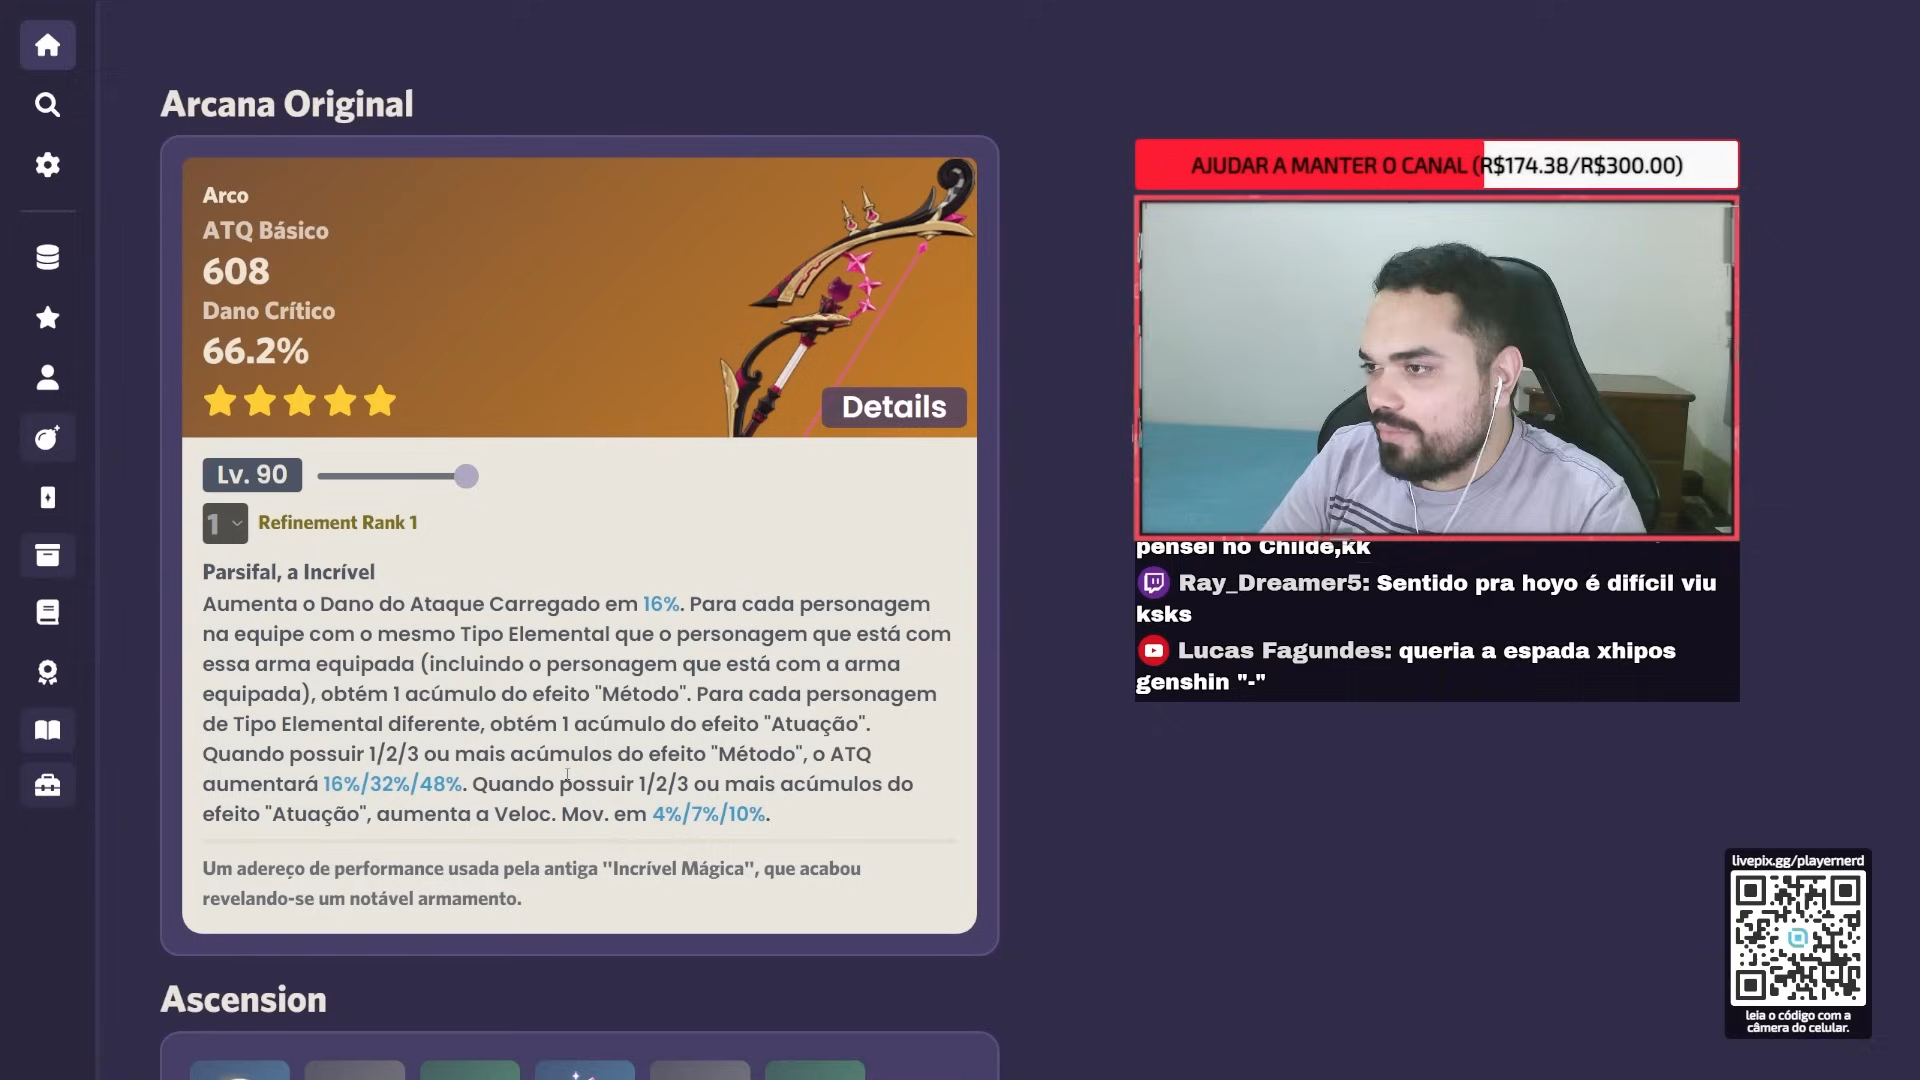 Arcana Original
Arco
ATQ Básico
608
Dano Crítico
66.2%
Details
Lv. 90
1
Refinement Rank 1
Parsifal, a Incrível
Aumenta o Dano do Ataque Carregado em 16%. Para cada personagem
na equipe com o mesmo Tipo Elemental que o personagem que está com
essa arma equipada (incluindo o personagem que está com a arma
equipada), obtém 1 acúmulo do efeito "Método". Para cada personagem
de Tipo Elemental diferente, obtém 1 acúmulo do efeito "Atuação".
Quando possuir 1/2/3 ou mais acúmulos do efeito "Método", o ATQ
aumentará 16%/32%/48%. Quando possuir 1/2/3 ou mais acúmulos do
efeito "Atuação", aumenta a Veloc. Mov. em 4%/7%/10%.
Um adereço de performance usada pela antiga "Incrível Mágica", que acabou
revelando-se um notável armamento.
Ascension
AJUDAR A MANTER O CANAL (R$174.38/R$300.00)
pensei no Childe,kk
Ray_Dreamer5: Sentido pra hoyo é difícil viu
ksks
Lucas Fagundes: queria a espada xhipos
genshin "-"
livepix.gg/playernerd
leia o código com a
câmera do celular.